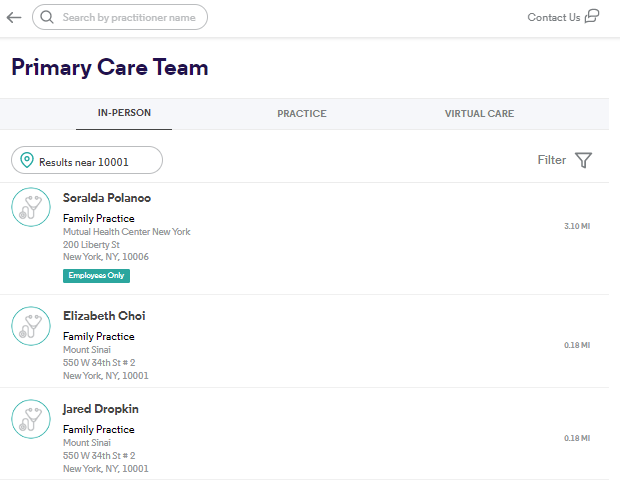 Search by practitioner name
Contact Us
Primary Care Team
IN-PERSON
PRACTICE
VIRTUAL CARE
Results near 10001
Filter
Soralda Polanoo
Family Practice
Mutual Health Center New York
200 Liberty St
New York, NY, 10006
Employees Only
3.10 MI
Elizabeth Choi
Family Practice
Mount Sinai
550 W 34th St # 2
New York, NY, 10001
0.18 MI
Jared Dropkin
Family Practice
Mount Sinai
550 W 34th St # 2
New York, NY, 10001
0.18 MI